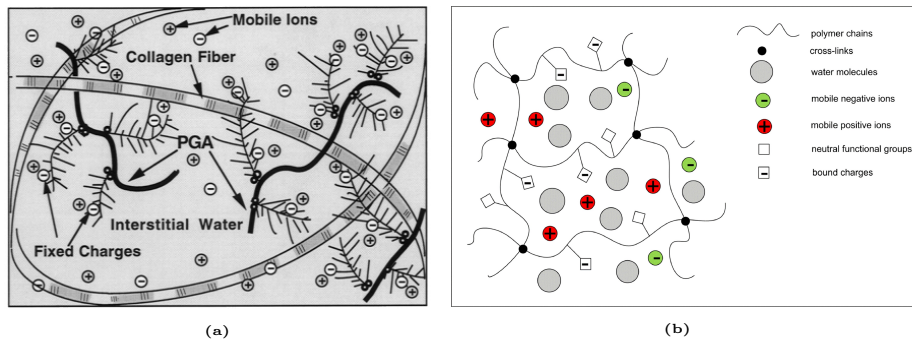 Mobile Ions
Collagen Fiber
PGA
Interstitial Water
Fixed Charges
(a)
polymer chains
cross-links
water molecules
mobile negative ions
mobile positive ions
neutral functional groups
bound charges
(b)